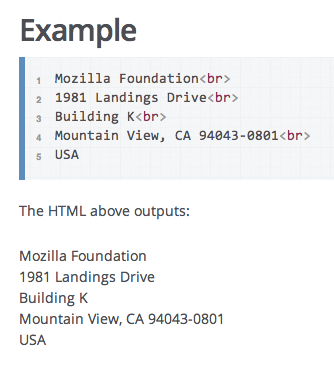 Example
1 Mozilla Foundation<br>
2 1981 Landings Drive<br>
3 Building K<br>
4 Mountain View, CA 94043-0801<br>
5 USA
The HTML above outputs:
Mozilla Foundation
1981 Landings Drive
Building K
Mountain View, CA 94043-0801
USA